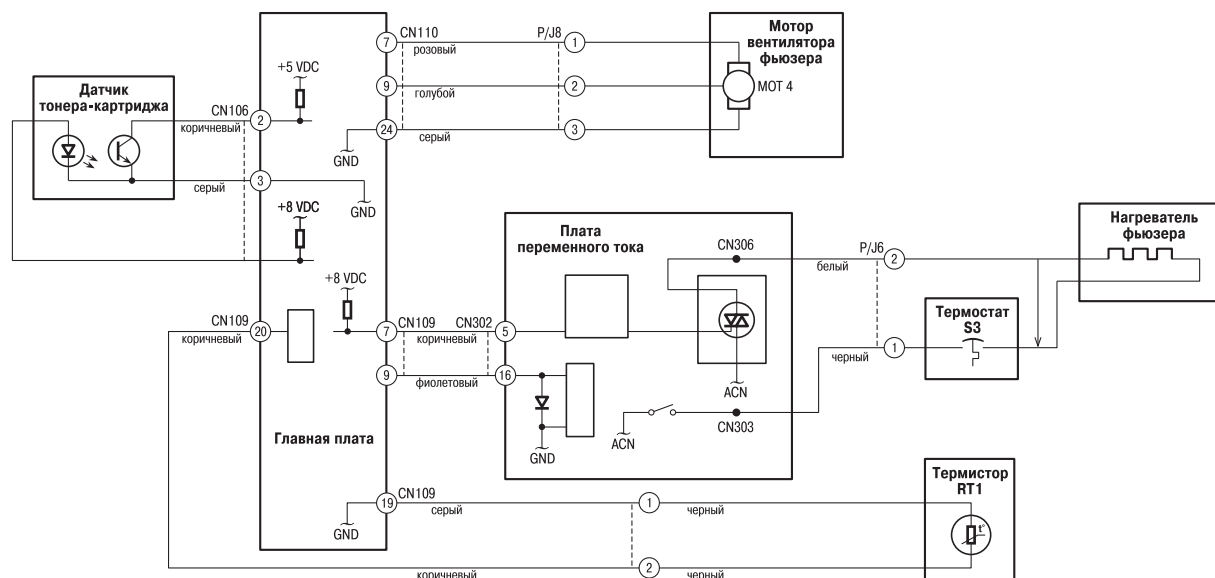 Датчик
тонера-картриджа
CN106
коричневый
2
+5 VDC
серый
3
GND
+8 VDC
+8 VDC
CN109
коричневый
20
Главная плата
7
CN110
розовый
P/J8
1
9
голубой
2
24
серый
3
GND
Мотор
вентилятора
фьюзера
МОТ 4
7
CN109
коричневый
CN302
5
9
фиолетовый
16
Плата
переменного тока
CN306
ACN
ACN
CN303
GND
белый
P/J6
2
черный
1
Термостат
S3
Нагреватель
фьюзера
19
CN109
серый
GND
1
черный
коричневый
2
черный
Термистор
RT1
t°